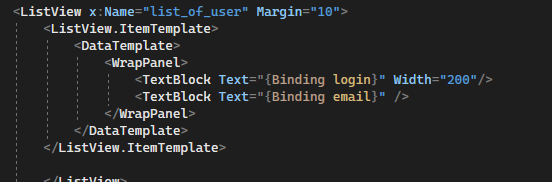 <ListView x:Name="list_of_user" Margin="10">
<ListView.ItemTemplate>
<DataTemplate>
<WrapPanel>
<TextBlock Text="{Binding login}" Width="200"/>
<TextBlock Text="{Binding email}" />
</WrapPanel>
</DataTemplate>
</ListView.ItemTemplate>
</ListView>